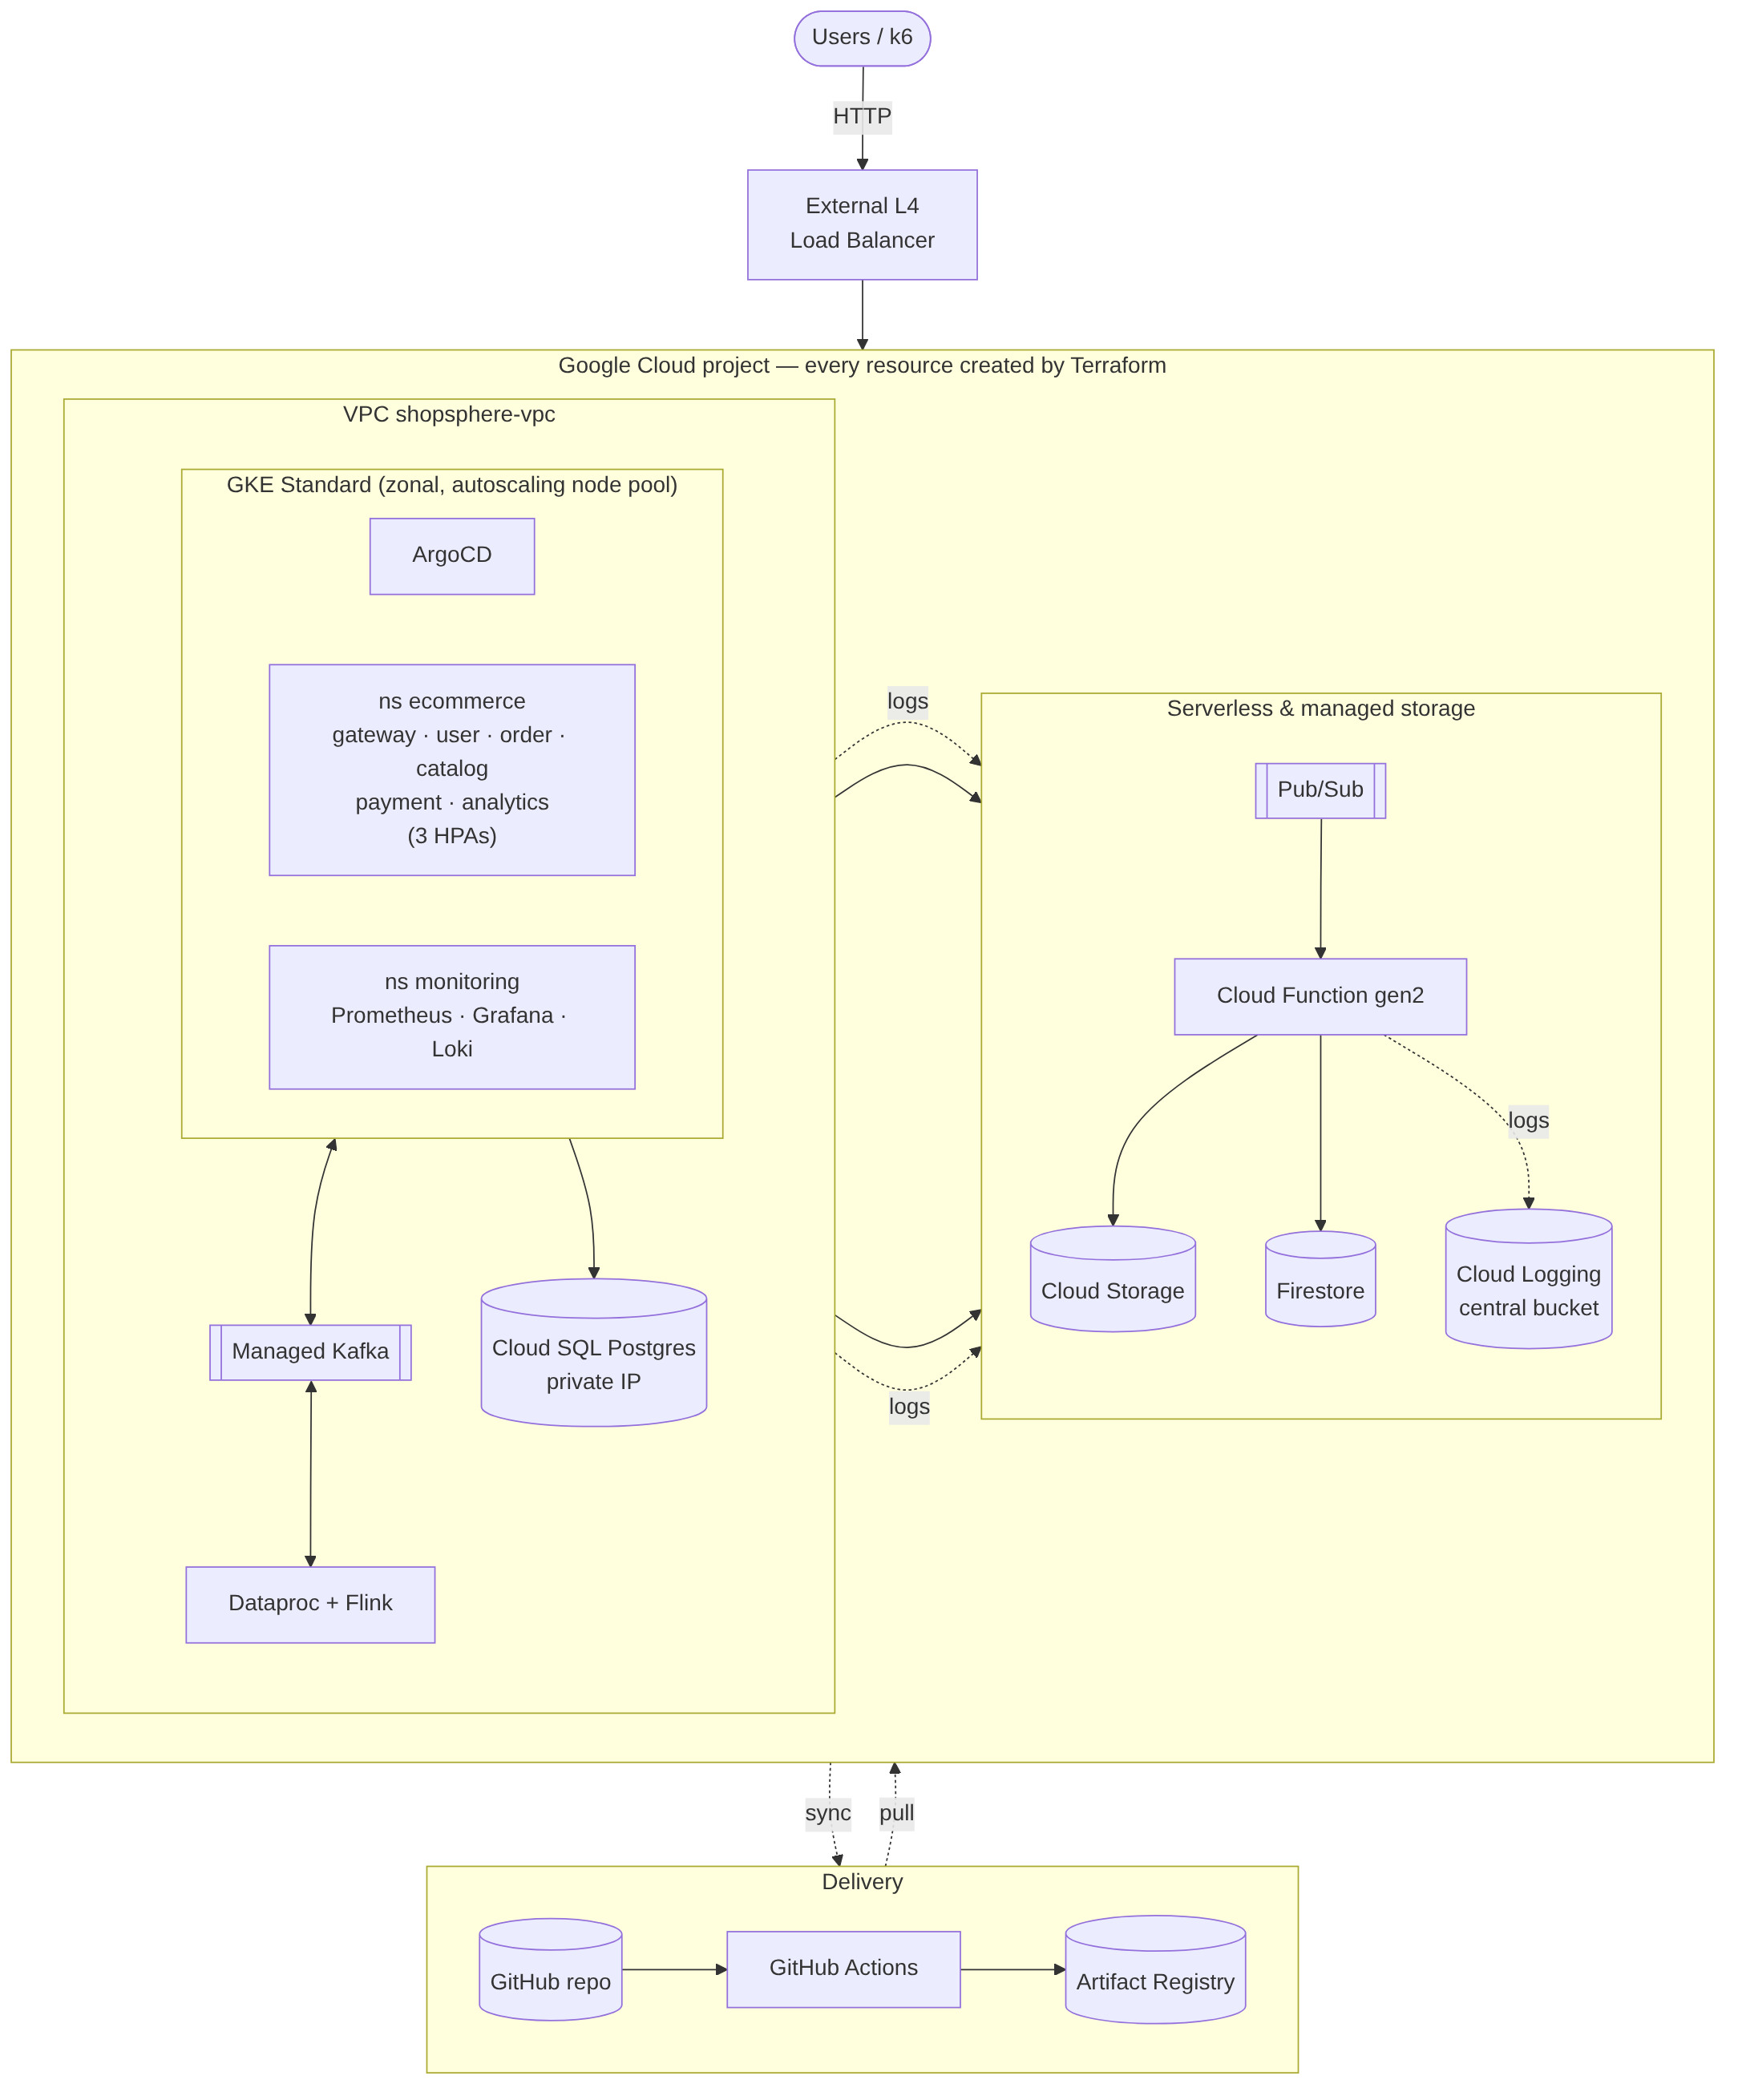 Users / k6
HTTP
External L4
Load Balancer
Google Cloud project — every resource created by Terraform
VPC shopsphere-vpc
GKE Standard (zonal, autoscaling node pool)
ArgoCD
ns ecommerce
gateway · user · order ·
catalog
payment · analytics
(3 HPAs)
ns monitoring
Prometheus · Grafana ·
Loki
Managed Kafka
Cloud SQL Postgres
private IP
Dataproc + Flink
logs
logs
Serverless & managed storage
Pub/Sub
Cloud Function gen2
logs
Cloud Storage
Firestore
Cloud Logging
central bucket
sync
pull
Delivery
GitHub repo
GitHub Actions
Artifact Registry